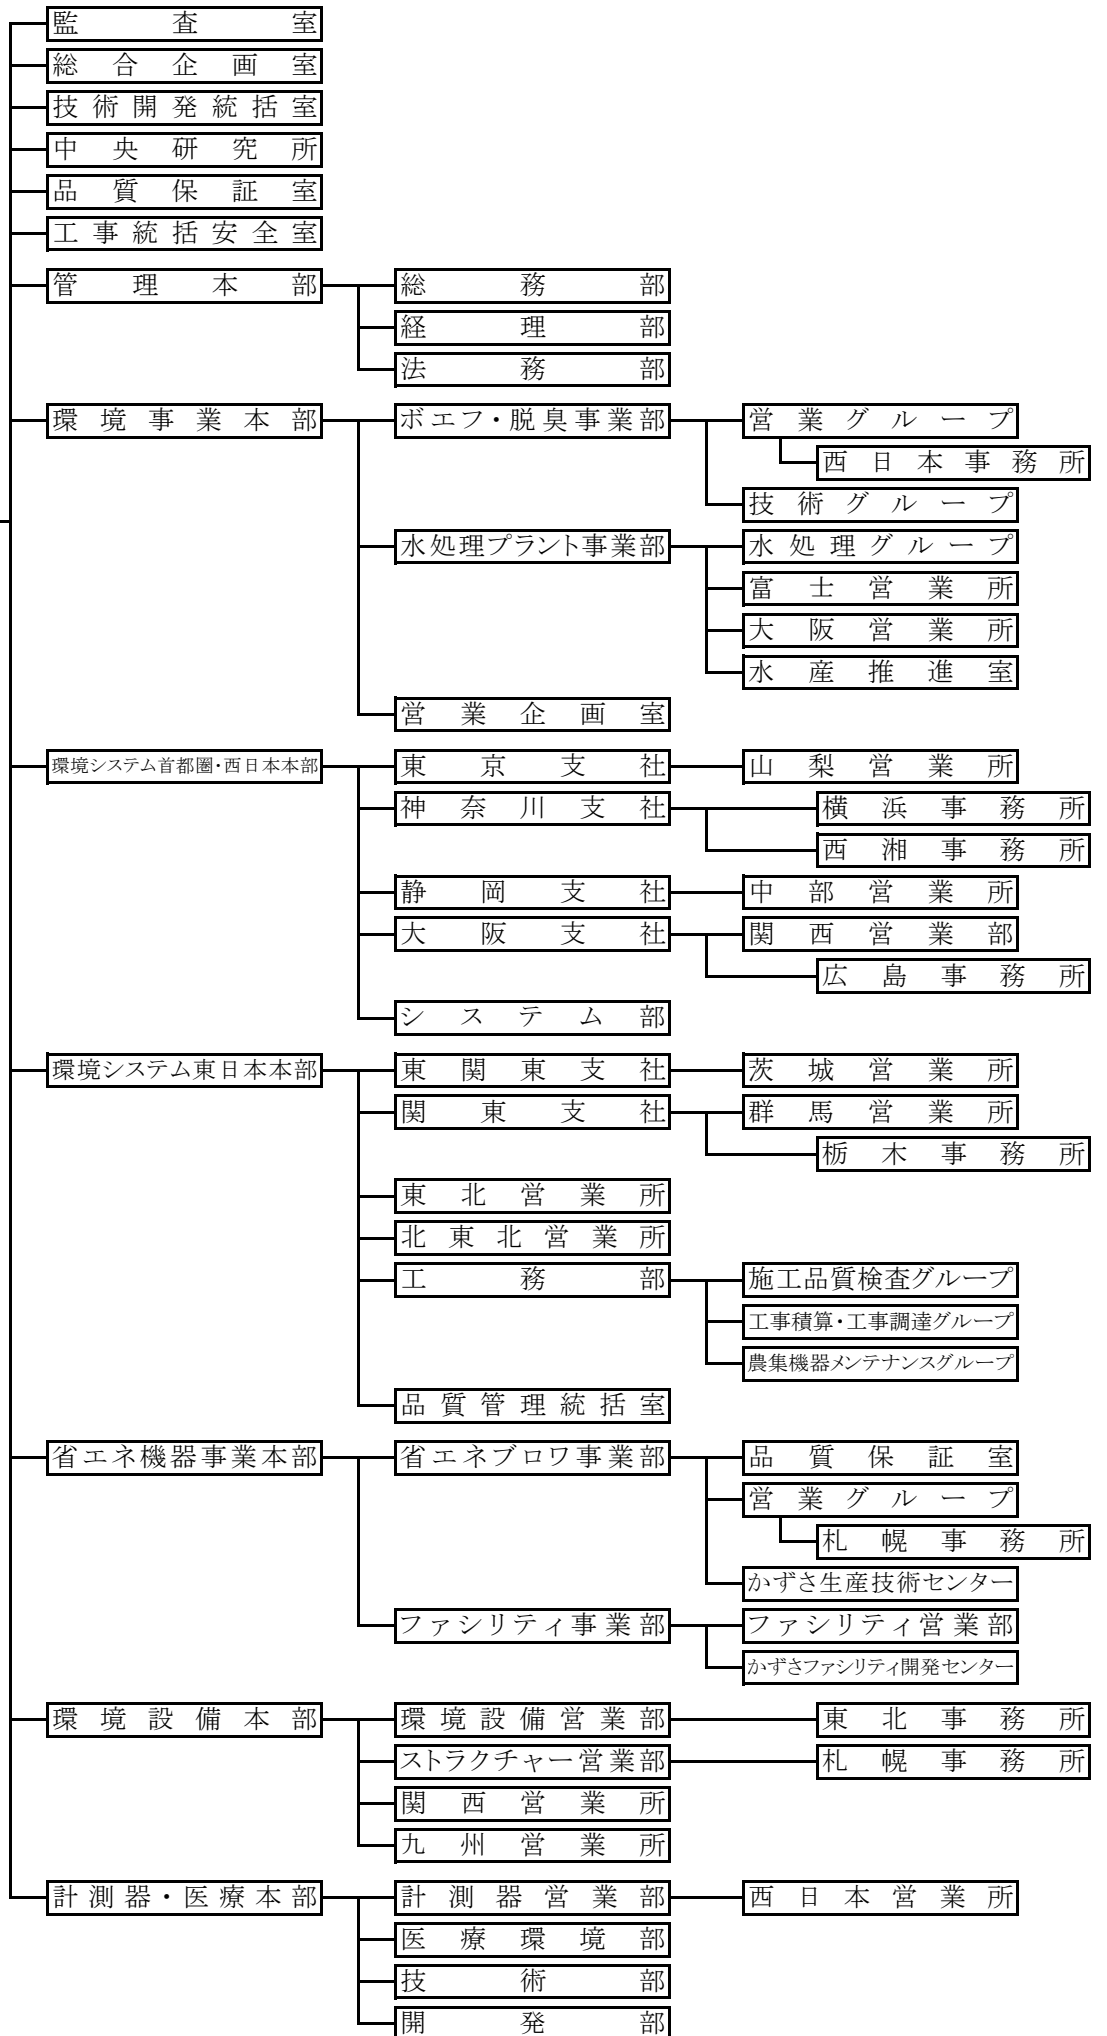 監査室
総合企画室
技術開発統括室
中央研究所
品質保証室
工事統括安全室
管理本部
総務部
経理部
法務部
環境事業本部
ボエフ・脱臭事業部
営業グループ
西日本事務所
技術グループ
水処理プラント事業部
水処理グループ
富士営業所
大阪営業所
水産推進室
営業企画室
環境システム首都圏・西日本本部
東京支社
山梨営業所
神奈川支社
横浜事務所
西湘事務所
静岡支社
中部営業所
大阪支社
関西営業部
広島事務所
システム部
環境システム東日本本部
東関東支社
茨城営業所
関東支社
群馬営業所
栃木事務所
東北営業所
北東北営業所
工務部
施工品質検査グループ
工事積算・工事調達グループ
農集機器メンテナンスグループ
品質管理統括室
省エネ機器事業本部
省エネブロワ事業部
品質保証室
営業グループ
札幌事務所
かずさ生産技術センター
ファシリティ事業部
ファシリティ営業部
かずさファシリティ開発センター
環境設備本部
環境設備営業部
東北事務所
ストラクチャー営業部
札幌事務所
関西営業所
九州営業所
計測器・医療本部
計測器営業部
西日本営業所
医療環境部
技術部
開発部